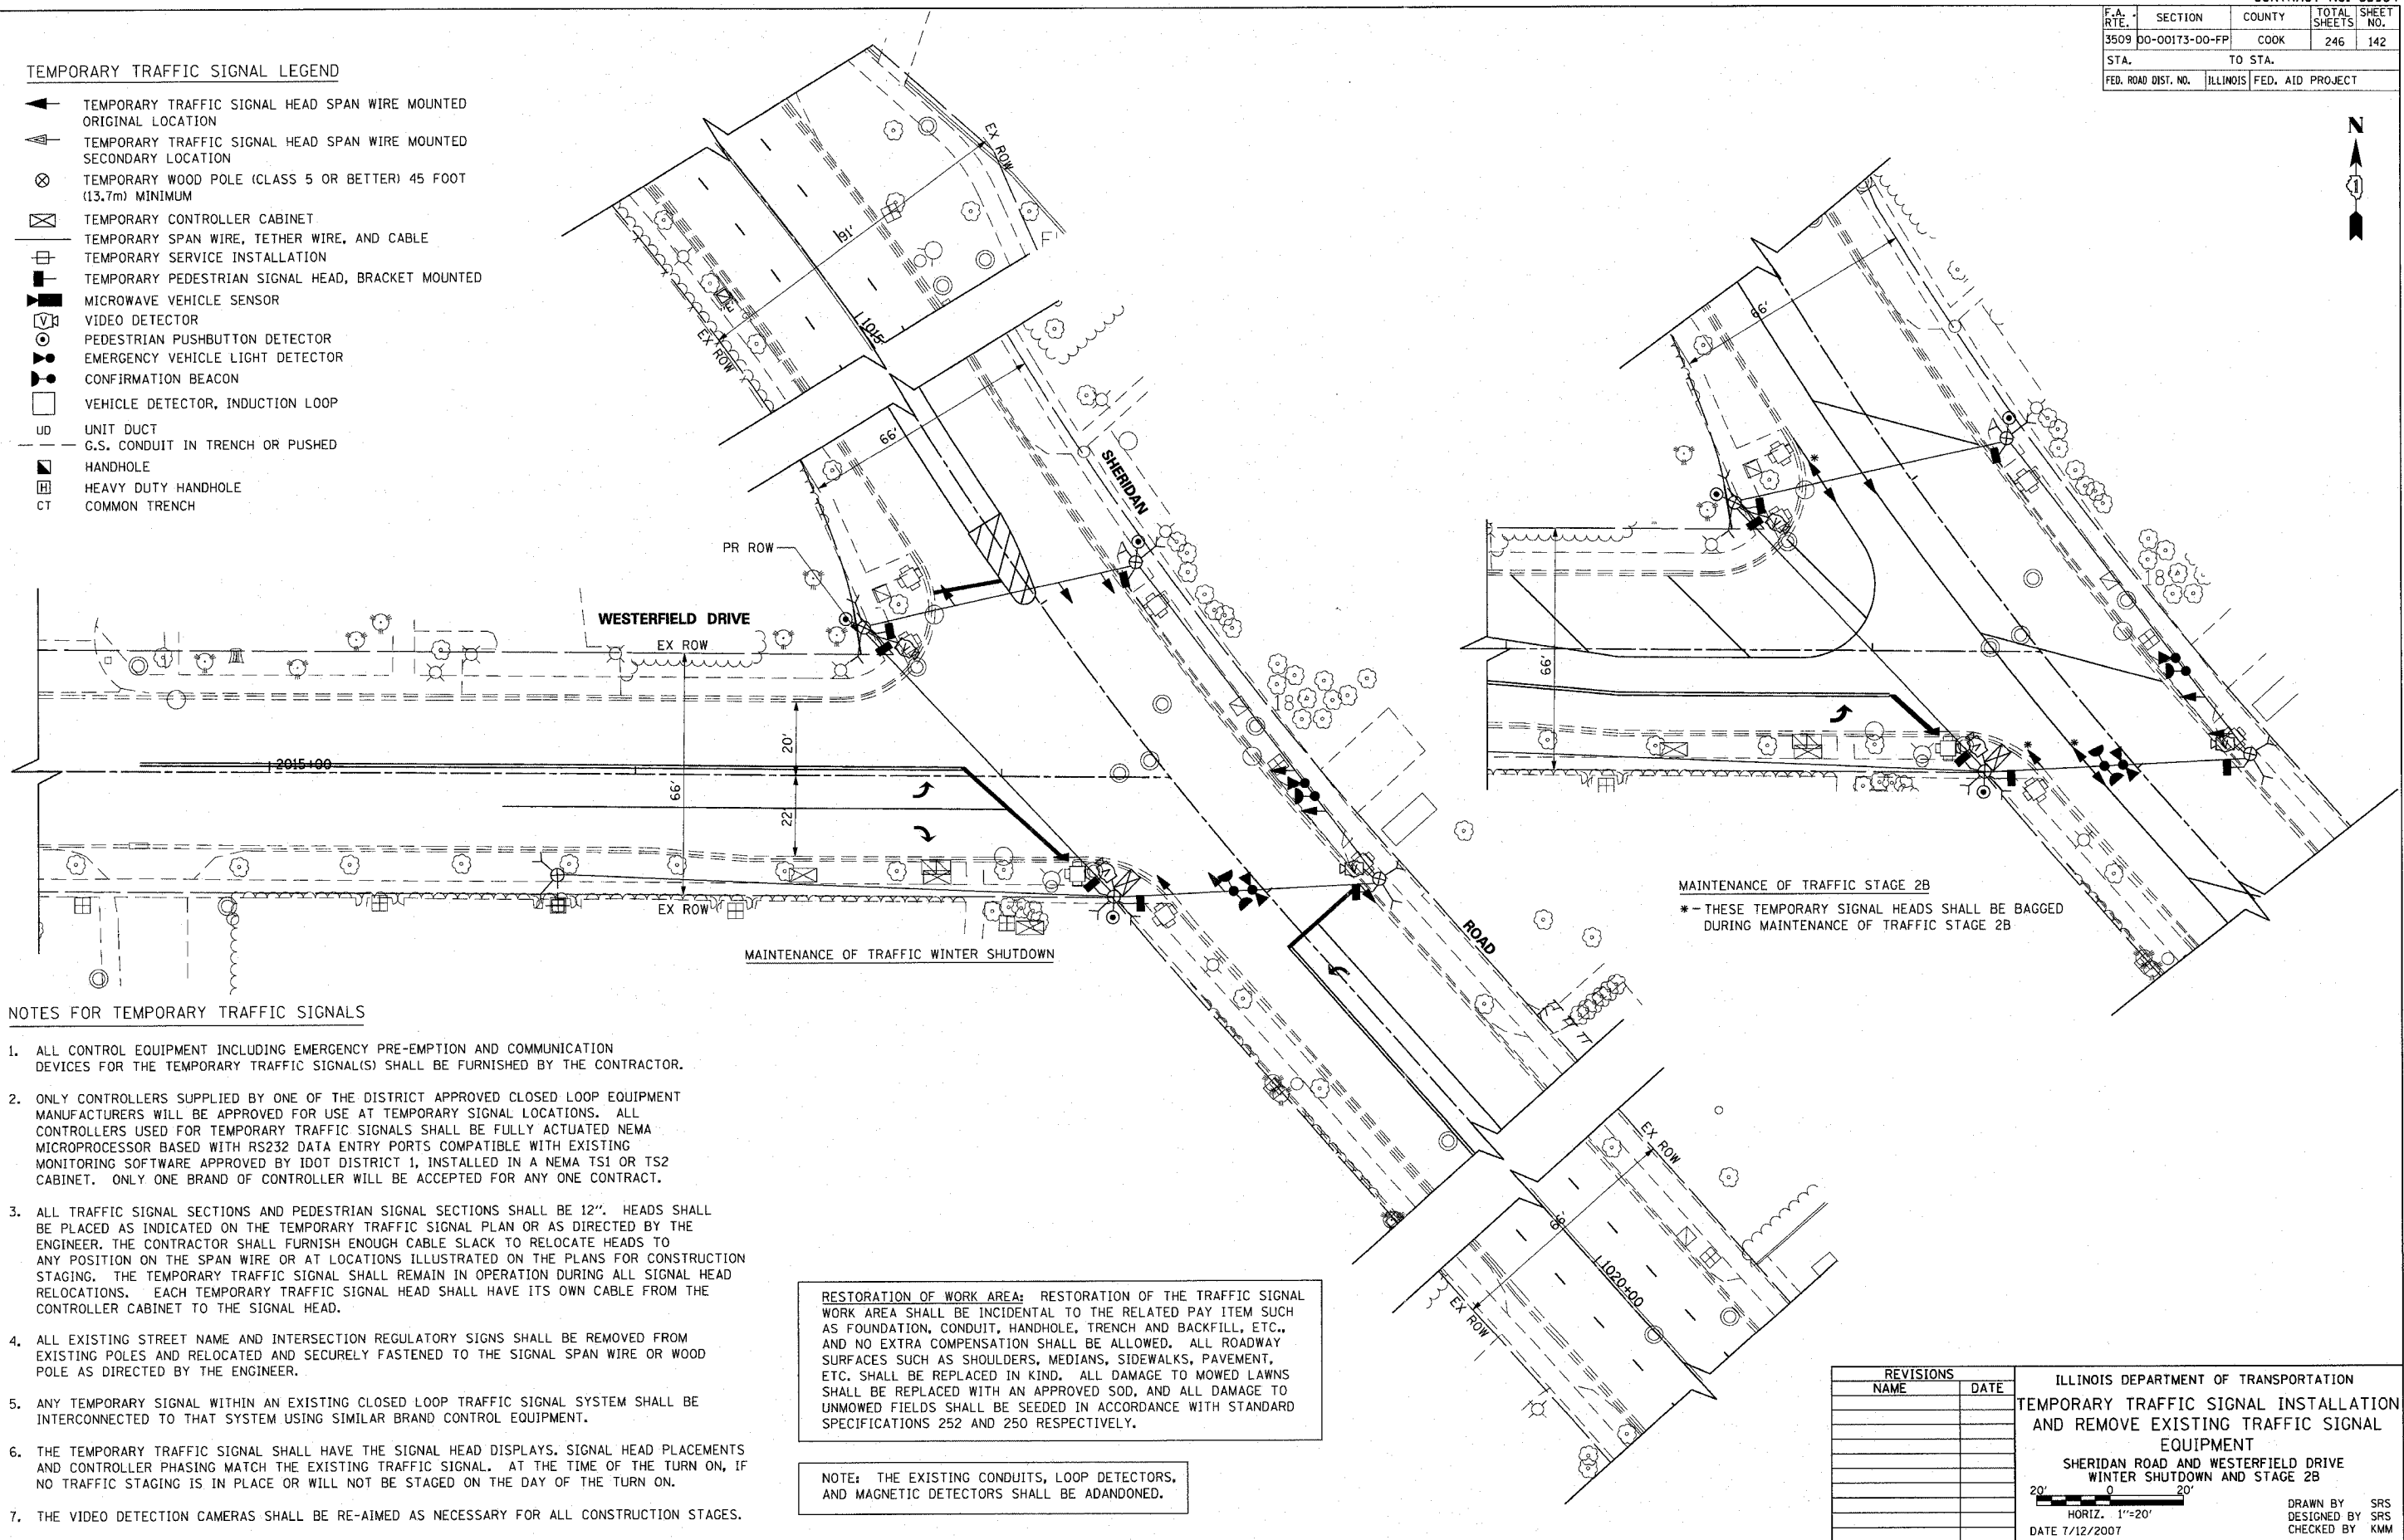 F.A. RTE. SECTION COUNTY TOTAL SHEETS SHEET NO.
3509 00-00173-00-FP COOK 246 142
STA. TO STA.
FED. ROAD DIST. NO. ILLINOIS FED. AID PROJECT
TEMPORARY TRAFFIC SIGNAL LEGEND
TEMPORARY TRAFFIC SIGNAL HEAD SPAN WIRE MOUNTED
ORIGINAL LOCATION
TEMPORARY TRAFFIC SIGNAL HEAD SPAN WIRE MOUNTED
SECONDARY LOCATION
TEMPORARY WOOD POLE (CLASS 5 OR BETTER) 45 FOOT
(13.7m) MINIMUM
TEMPORARY CONTROLLER CABINET
TEMPORARY SPAN WIRE, TETHER WIRE, AND CABLE
TEMPORARY SERVICE INSTALLATION
TEMPORARY PEDESTRIAN SIGNAL HEAD, BRACKET MOUNTED
MICROWAVE VEHICLE SENSOR
V VIDEO DETECTOR
PEDESTRIAN PUSHBUTTON DETECTOR
EMERGENCY VEHICLE LIGHT DETECTOR
CONFIRMATION BEACON
VEHICLE DETECTOR, INDUCTION LOOP
UD UNIT DUCT
G.S. CONDUIT IN TRENCH OR PUSHED
HANDHOLE
H HEAVY DUTY HANDHOLE
CT COMMON TRENCH
N
1
EX ROW
91'
EX ROW
1015
66'
SHERIDAN
PR ROW
WESTERFIELD DRIVE
EX ROW
2015+00
66'
20'
22'
EX ROW
18
ROAD
MAINTENANCE OF TRAFFIC WINTER SHUTDOWN
EX ROW
66'
1020+00
EX ROW
66'
66'
18
*
*
*
MAINTENANCE OF TRAFFIC STAGE 2B
* - THESE TEMPORARY SIGNAL HEADS SHALL BE BAGGED
DURING MAINTENANCE OF TRAFFIC STAGE 2B
NOTES FOR TEMPORARY TRAFFIC SIGNALS
1. ALL CONTROL EQUIPMENT INCLUDING EMERGENCY PRE-EMPTION AND COMMUNICATION
DEVICES FOR THE TEMPORARY TRAFFIC SIGNAL(S) SHALL BE FURNISHED BY THE CONTRACTOR.
2. ONLY CONTROLLERS SUPPLIED BY ONE OF THE DISTRICT APPROVED CLOSED LOOP EQUIPMENT
MANUFACTURERS WILL BE APPROVED FOR USE AT TEMPORARY SIGNAL LOCATIONS. ALL
CONTROLLERS USED FOR TEMPORARY TRAFFIC SIGNALS SHALL BE FULLY ACTUATED NEMA
MICROPROCESSOR BASED WITH RS232 DATA ENTRY PORTS COMPATIBLE WITH EXISTING
MONITORING SOFTWARE APPROVED BY IDOT DISTRICT 1, INSTALLED IN A NEMA TS1 OR TS2
CABINET. ONLY ONE BRAND OF CONTROLLER WILL BE ACCEPTED FOR ANY ONE CONTRACT.
3. ALL TRAFFIC SIGNAL SECTIONS AND PEDESTRIAN SIGNAL SECTIONS SHALL BE 12". HEADS SHALL
BE PLACED AS INDICATED ON THE TEMPORARY TRAFFIC SIGNAL PLAN OR AS DIRECTED BY THE
ENGINEER. THE CONTRACTOR SHALL FURNISH ENOUGH CABLE SLACK TO RELOCATE HEADS TO
ANY POSITION ON THE SPAN WIRE OR AT LOCATIONS ILLUSTRATED ON THE PLANS FOR CONSTRUCTION
STAGING. THE TEMPORARY TRAFFIC SIGNAL SHALL REMAIN IN OPERATION DURING ALL SIGNAL HEAD
RELOCATIONS. EACH TEMPORARY TRAFFIC SIGNAL HEAD SHALL HAVE ITS OWN CABLE FROM THE
CONTROLLER CABINET TO THE SIGNAL HEAD.
4. ALL EXISTING STREET NAME AND INTERSECTION REGULATORY SIGNS SHALL BE REMOVED FROM
EXISTING POLES AND RELOCATED AND SECURELY FASTENED TO THE SIGNAL SPAN WIRE OR WOOD
POLE AS DIRECTED BY THE ENGINEER.
5. ANY TEMPORARY SIGNAL WITHIN AN EXISTING CLOSED LOOP TRAFFIC SIGNAL SYSTEM SHALL BE
INTERCONNECTED TO THAT SYSTEM USING SIMILAR BRAND CONTROL EQUIPMENT.
6. THE TEMPORARY TRAFFIC SIGNAL SHALL HAVE THE SIGNAL HEAD DISPLAYS. SIGNAL HEAD PLACEMENTS
AND CONTROLLER PHASING MATCH THE EXISTING TRAFFIC SIGNAL. AT THE TIME OF THE TURN ON, IF
NO TRAFFIC STAGING IS IN PLACE OR WILL NOT BE STAGED ON THE DAY OF THE TURN ON.
7. THE VIDEO DETECTION CAMERAS SHALL BE RE-AIMED AS NECESSARY FOR ALL CONSTRUCTION STAGES.
RESTORATION OF WORK AREA: RESTORATION OF THE TRAFFIC SIGNAL
WORK AREA SHALL BE INCIDENTAL TO THE RELATED PAY ITEM SUCH
AS FOUNDATION, CONDUIT, HANDHOLE, TRENCH AND BACKFILL, ETC.,
AND NO EXTRA COMPENSATION SHALL BE ALLOWED. ALL ROADWAY
SURFACES SUCH AS SHOULDERS, MEDIANS, SIDEWALKS, PAVEMENT,
ETC. SHALL BE REPLACED IN KIND. ALL DAMAGE TO MOWED LAWNS
SHALL BE REPLACED WITH AN APPROVED SOD, AND ALL DAMAGE TO
UNMOWED FIELDS SHALL BE SEEDED IN ACCORDANCE WITH STANDARD
SPECIFICATIONS 252 AND 250 RESPECTIVELY.
NOTE: THE EXISTING CONDUITS, LOOP DETECTORS,
AND MAGNETIC DETECTORS SHALL BE ADANDONED.
REVISIONS
NAME DATE
ILLINOIS DEPARTMENT OF TRANSPORTATION
TEMPORARY TRAFFIC SIGNAL INSTALLATION
AND REMOVE EXISTING TRAFFIC SIGNAL
EQUIPMENT
SHERIDAN ROAD AND WESTERFIELD DRIVE
WINTER SHUTDOWN AND STAGE 2B
20' 0 20'
HORIZ. 1"=20'
DATE 7/12/2007
DRAWN BY SRS
DESIGNED BY SRS
CHECKED BY KMM